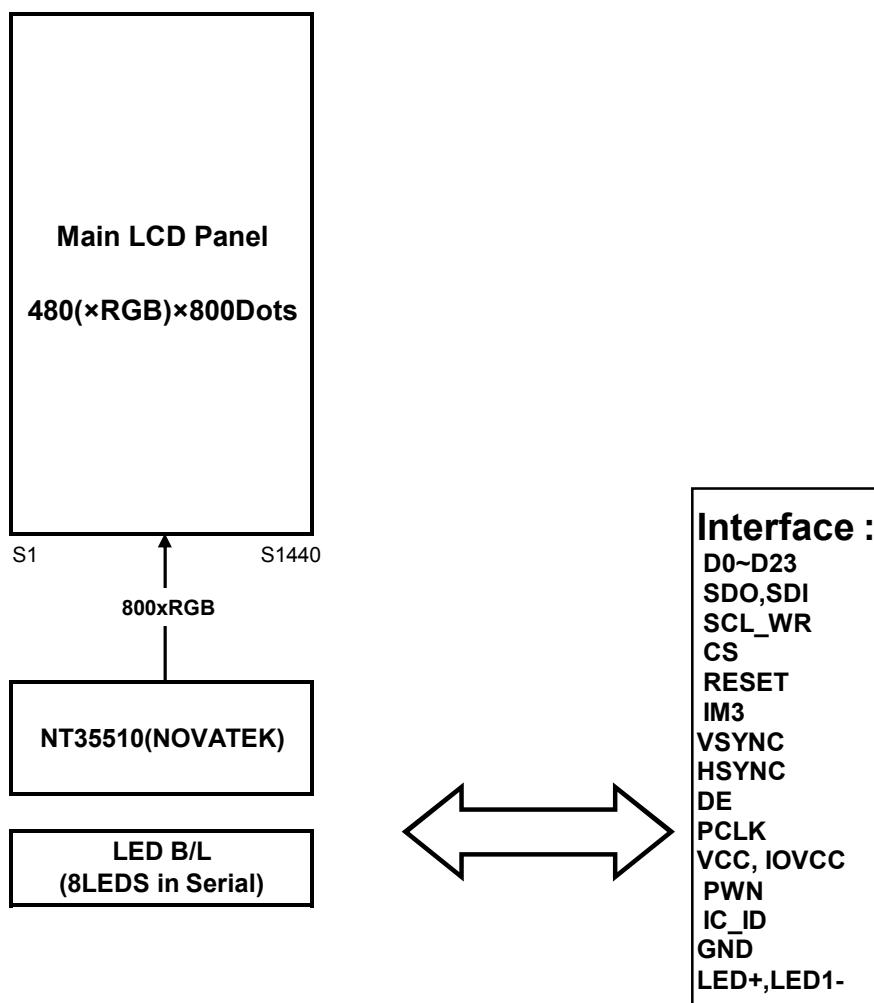 Main LCD Panel
480(×RGB)×800Dots
S1
S1440
800xRGB
NT35510(NOVATEK)
LED B/L
(8LEDS in Serial)
Interface :
D0~D23
SDO,SDI
SCL_WR
CS
RESET
IM3
VSYNC
HSYNC
DE
PCLK
VCC, IOVCC
PWN
IC_ID
GND
LED+,LED1-